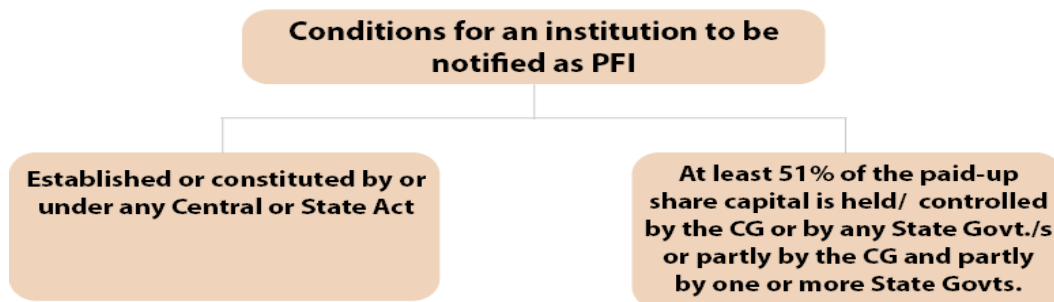 Conditions for an institution to be
notified as PFI
Established or constituted by or
under any Central or State Act
At least 51% of the paid-up
share capital is held/ controlled
by the CG or by any State Govt./s
or partly by the CG and partly
by one or more State Govts.